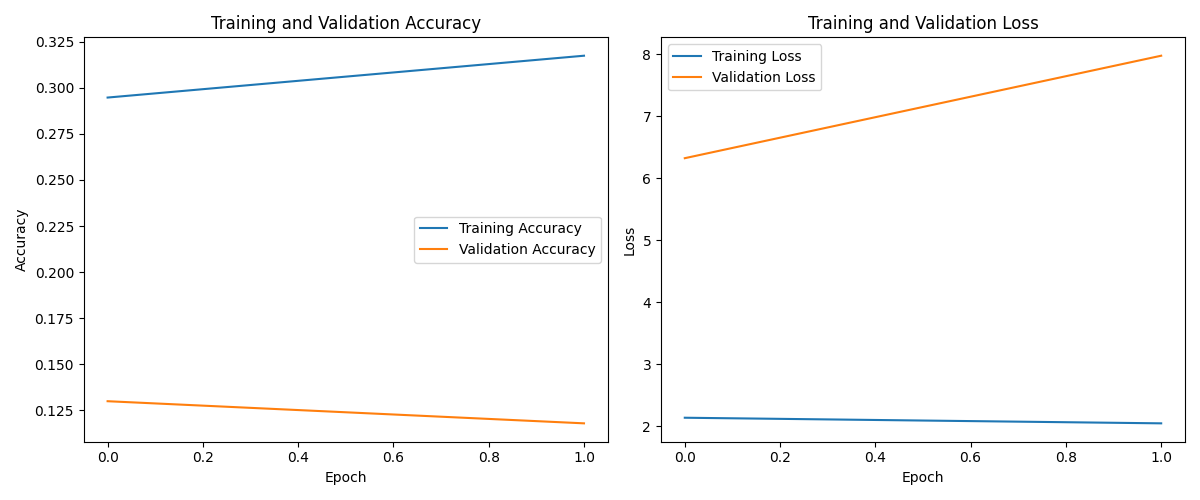 Training and Validation Accuracy
0.325
0.300
0.275
0.250
0.225
0.200
0.175
0.150
0.125
Accuracy
Training Accuracy
Validation Accuracy
0.0 0.2 0.4 0.6 0.8 1.0
Epoch
Training and Validation Loss
Training Loss
Validation Loss
8
7
6
5
4
3
2
Loss
0.0 0.2 0.4 0.6 0.8 1.0
Epoch